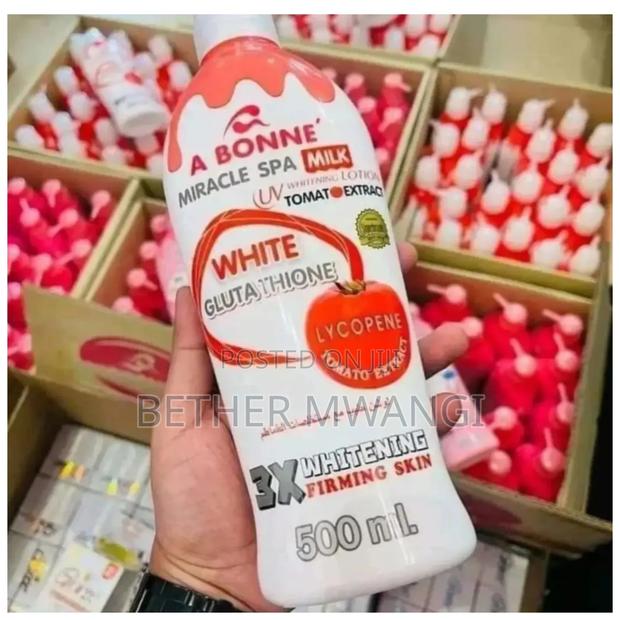 A BONNE´
MIRACLE SPA MILK
UV WHITENING LOTION
TOMATO EXTRACT
WHITE
GLUTATHIONE
LYCOPENE
TOMATO EXTRACT
POSTED ON JIJI
BETHER MWANGI
3X WHITENING
FIRMING SKIN
500 ml.